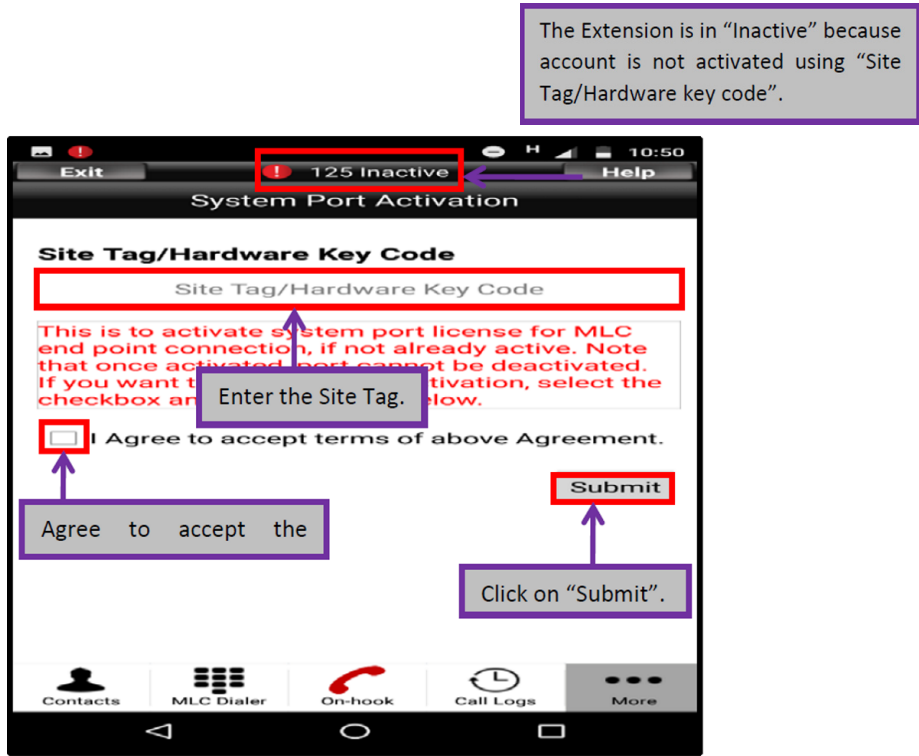 The Extension is in “Inactive” because
account is not activated using “Site
Tag/Hardware key code”.
H 10:50
Exit
! 125 Inactive
Help
System Port Activation
Site Tag/Hardware Key Code
Site Tag/Hardware Key Code
This is to activate system port license for MLC
end point connection, if not already active. Note
that once activated, port cannot be deactivated.
If you want t tivation, select the
checkbox an low.
Enter the Site Tag.
I Agree to accept terms of above Agreement.
Submit
Agree to accept the
Click on “Submit”.
Contacts
MLC Dialer
On-hook
Call Logs
More